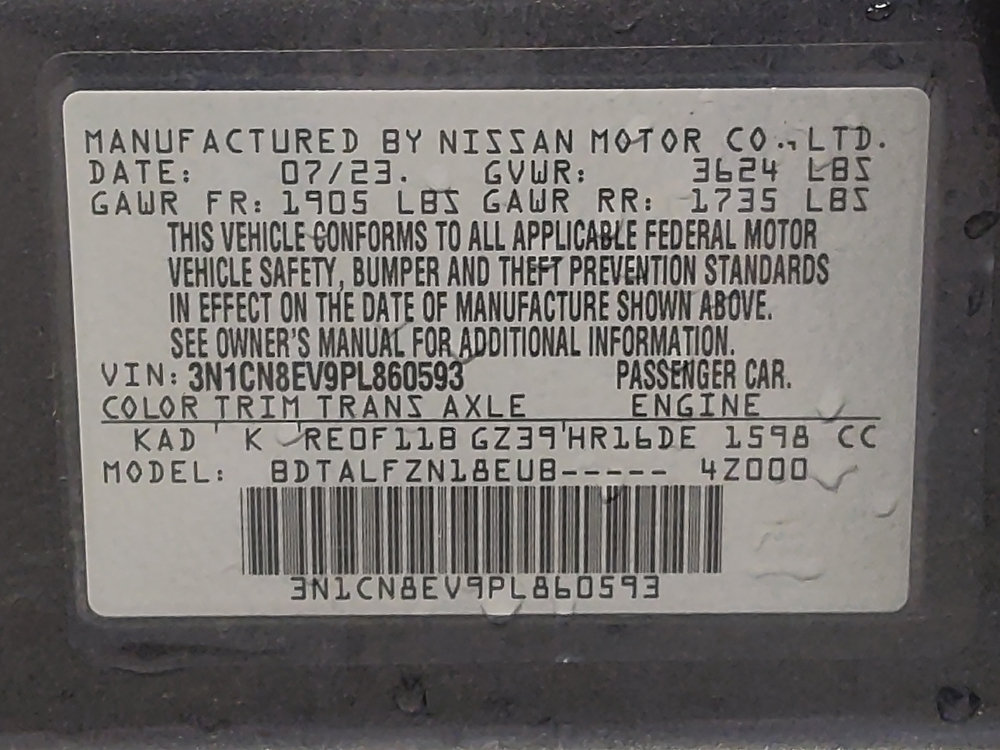 MANUFACTURED BY NISSAN MOTOR CO., LTD.
DATE: 07/23. GVWR: 3624 LBS
GAWR FR: 1905 LBS GAWR RR: 1735 LBS
THIS VEHICLE CONFORMS TO ALL APPLICABLE FEDERAL MOTOR
VEHICLE SAFETY, BUMPER AND THEFT PREVENTION STANDARDS
IN EFFECT ON THE DATE OF MANUFACTURE SHOWN ABOVE.
SEE OWNER'S MANUAL FOR ADDITIONAL INFORMATION.
VIN: 3N1CN8EV9PL860593 PASSENGER CAR.
COLOR TRIM TRANS AXLE ENGINE
KAD K RE0F11B GZ39 HR16DE 1598 CC
MODEL: BDTALFZN18EUB----- 4Z000
3N1CN8EV9PL860593